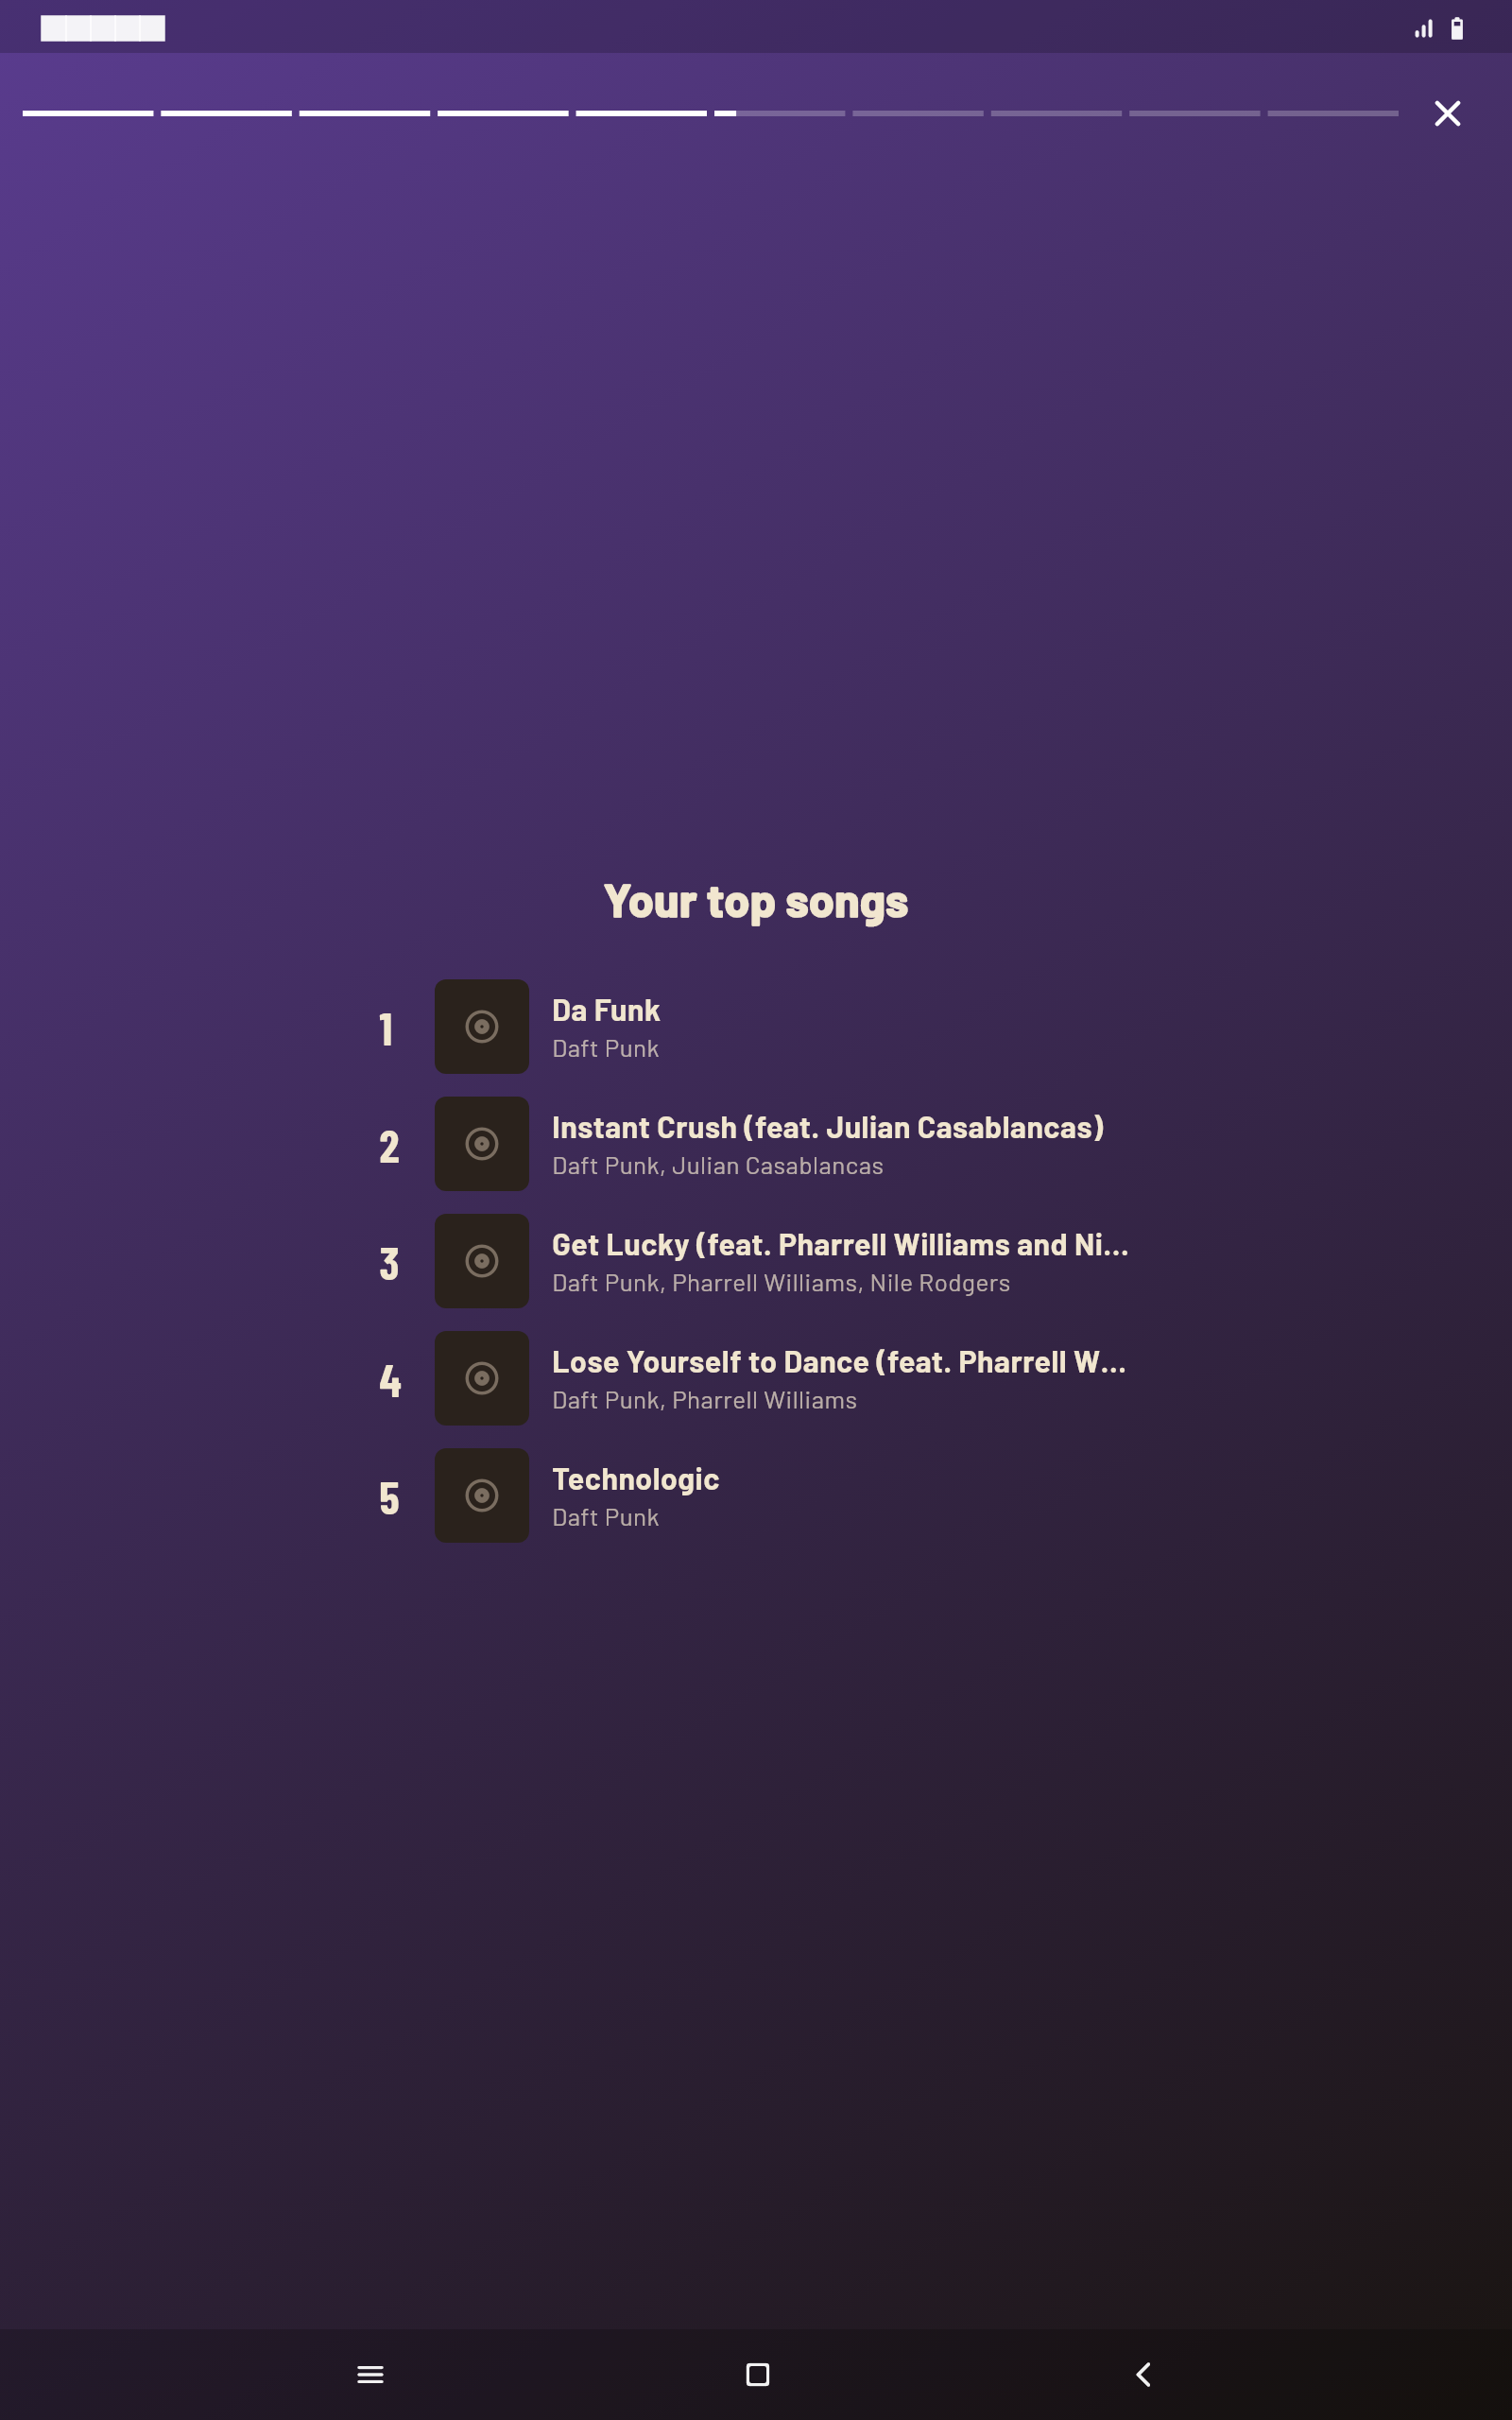 Your top songs
1
Da Funk
Daft Punk
2
Instant Crush (feat. Julian Casablancas)
Daft Punk, Julian Casablancas
3
Get Lucky (feat. Pharrell Williams and Ni...
Daft Punk, Pharrell Williams, Nile Rodgers
4
Lose Yourself to Dance (feat. Pharrell W...
Daft Punk, Pharrell Williams
5
Technologic
Daft Punk